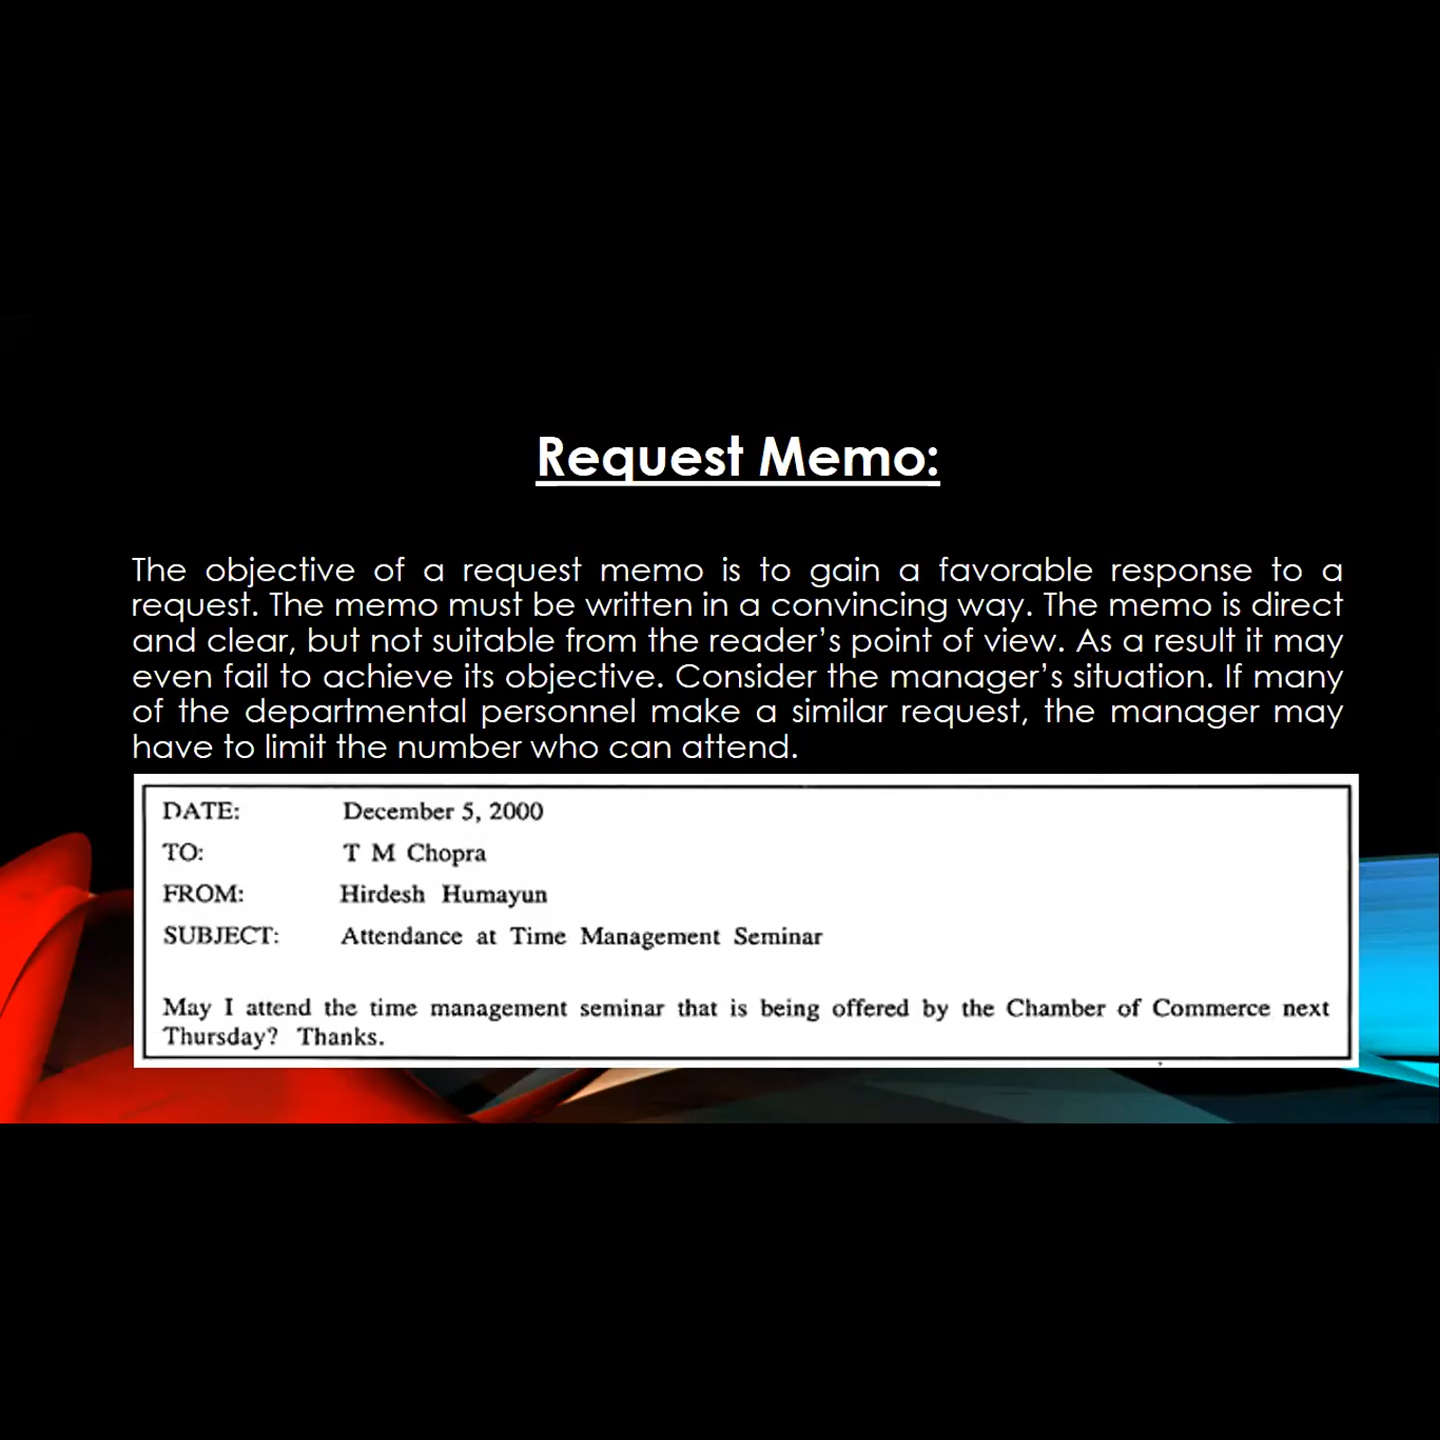 Request Memo:
The objective of a request memo is to gain a favorable response to a
request. The memo must be written in a convincing way. The memo is direct
and clear, but not suitable from the reader’s point of view. As a result it may
even fail to achieve its objective. Consider the manager’s situation. If many
of the departmental personnel make a similar request, the manager may
have to limit the number who can attend.
DATE: December 5, 2000
TO: T M Chopra
FROM: Hirdesh Humayun
SUBJECT: Attendance at Time Management Seminar
May I attend the time management seminar that is being offered by the Chamber of Commerce next
Thursday? Thanks.